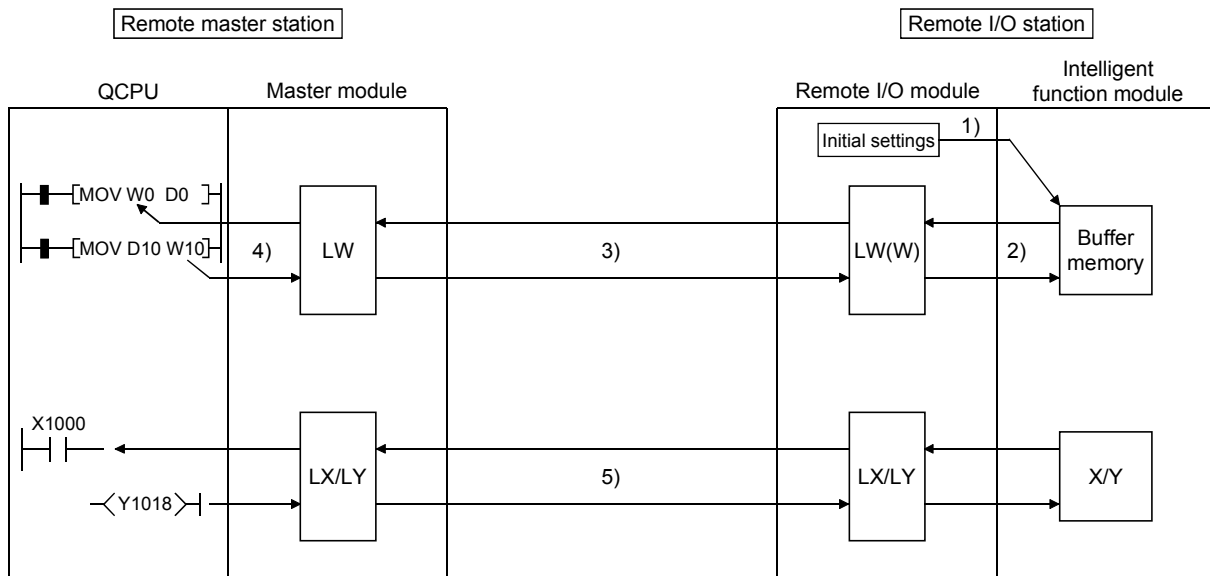 Remote master station
Remote I/O station
QCPU
Master module
Remote I/O module
Intelligent
function module
Initial settings
1)
MOV W0 D0
MOV D10 W10
4)
LW
3)
LW(W)
2)
Buffer
memory
X1000
Y1018
LX/LY
5)
LX/LY
X/Y